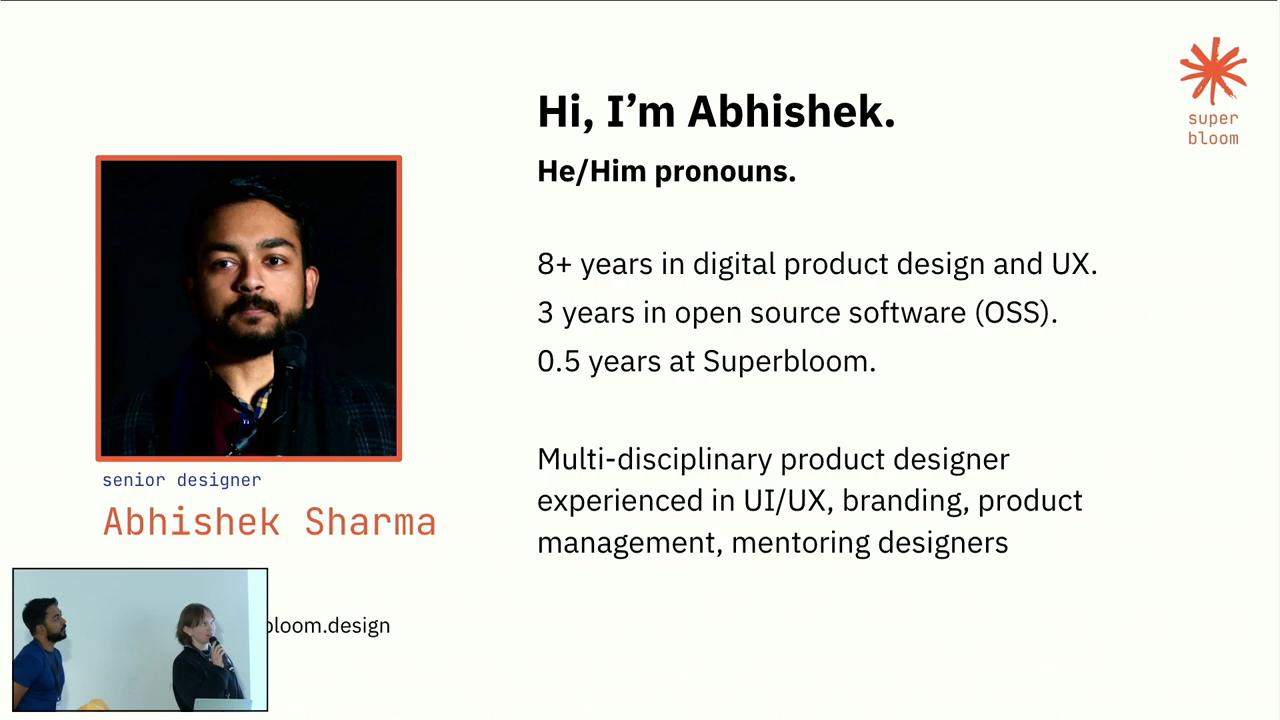 Hi, I’m Abhishek.
He/Him pronouns.
super
bloom
8+ years in digital product design and UX.
3 years in open source software (OSS).
0.5 years at Superbloom.
senior designer
Abhishek Sharma
Multi-disciplinary product designer
experienced in UI/UX, branding, product
management, mentoring designers
bloom.design